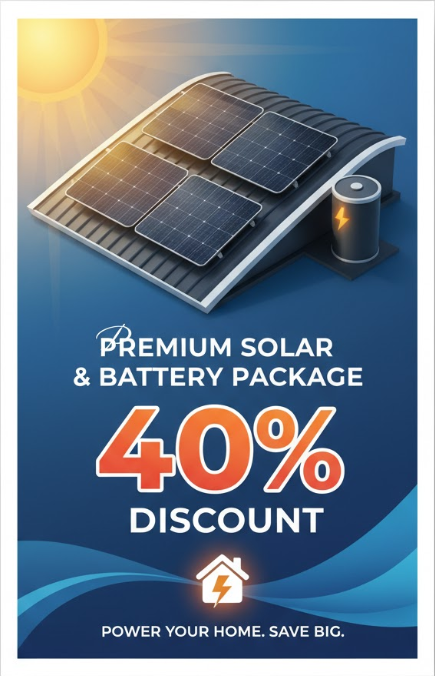 PREMIUM SOLAR
& BATTERY PACKAGE
40%
DISCOUNT
POWER YOUR HOME. SAVE BIG.